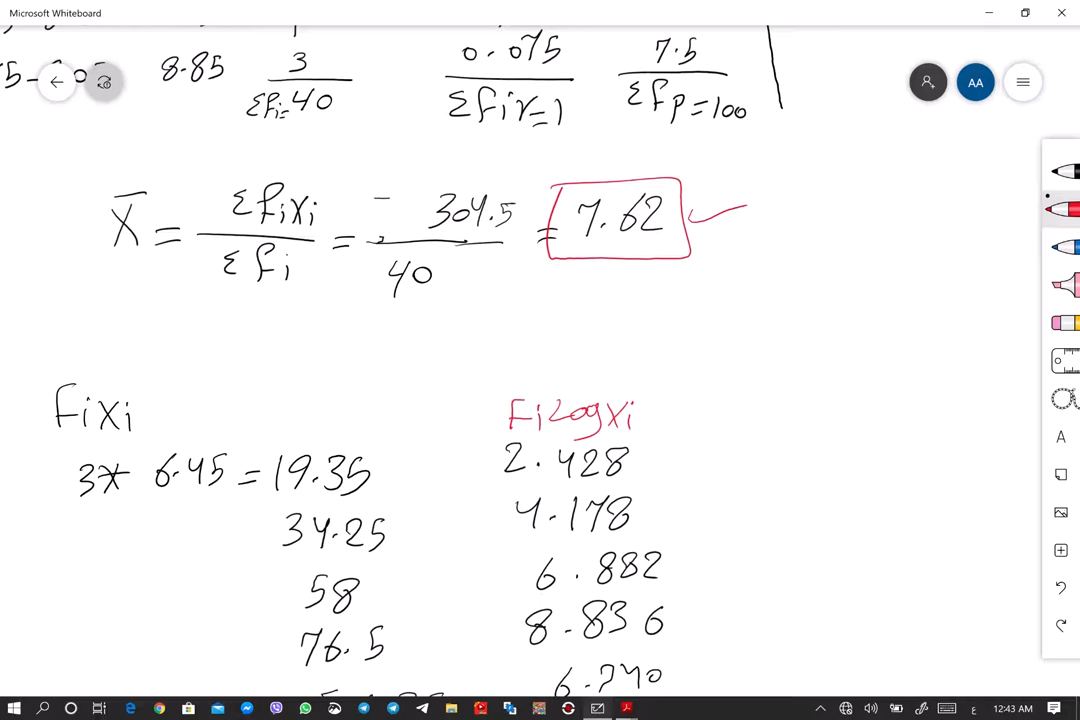 Microsoft Whiteboard
8.85 3 0.075 7.5
Σfi=40 Σfir=1 Σfp=100
AA
X̄ = Σfixi / Σfi = 304.5 / 40 = 7.62
Fixi
FiLogxi
3* 6.45 = 19.35
2.428
34.25
4.178
58
6.882
76.5
8.836
A
12:43 AM